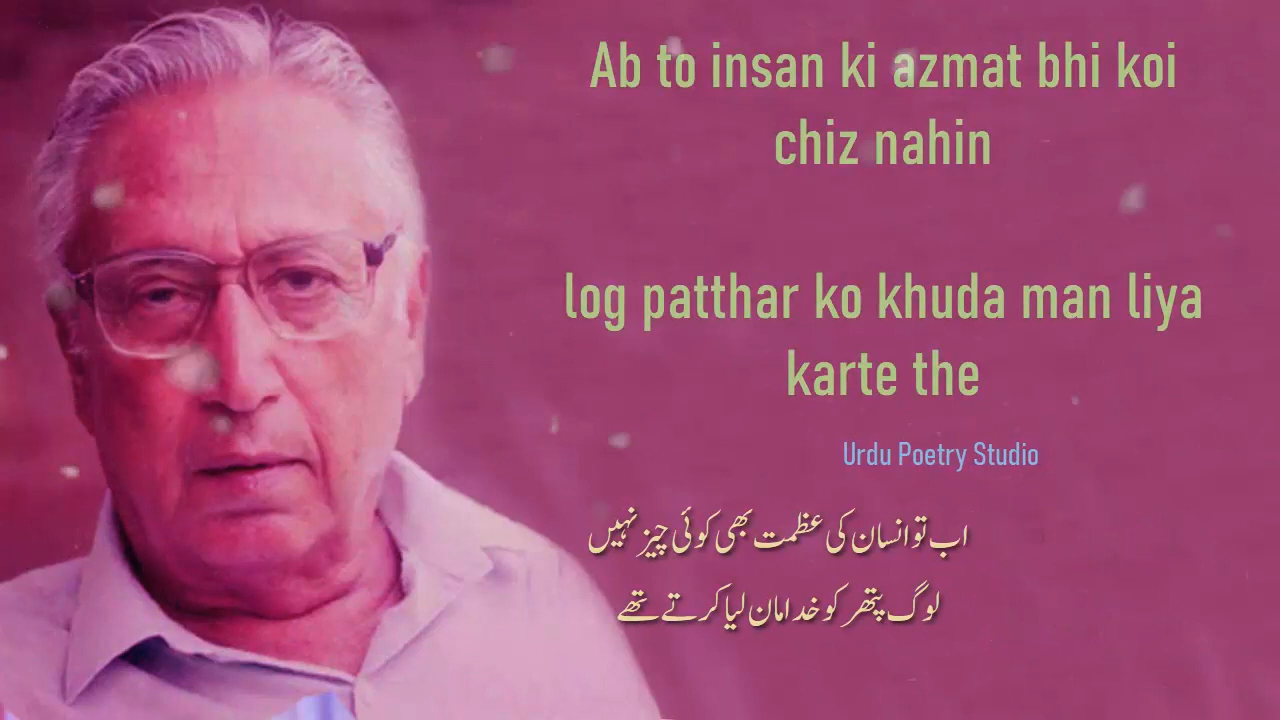 Ab to insan ki azmat bhi koi
chiz nahin
log patthar ko khuda man liya
karte the
Urdu Poetry Studio
اب تو انسان کی عظمت بھی کوئی چیز نہیں
لوگ پتھر کو خدا مان لیا کرتے تھے